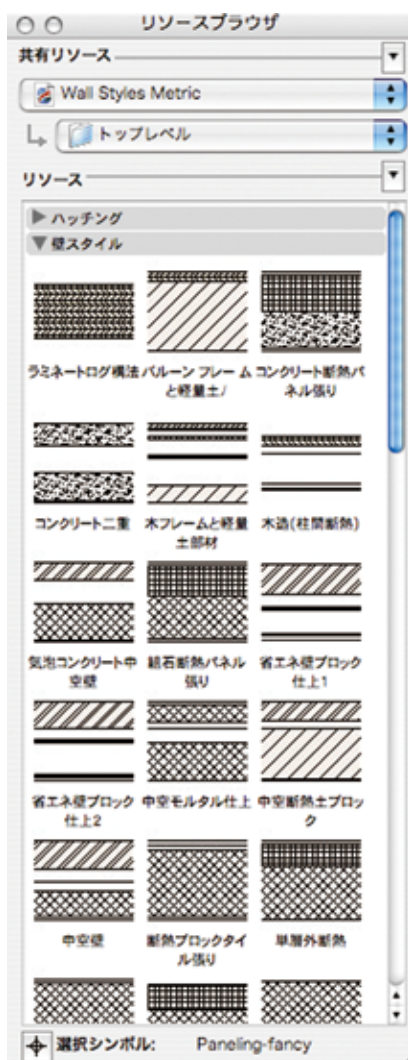 リソースブラウザ
共有リソース
Wall Styles Metric
トップレベル
リソース
ハッチング
壁スタイル
ラミネートログ構法
バルーン フレーム
と軽量土/
コンクリート断熱パ
ネル張り
コンクリート二重
木フレームと軽量
土部材
木造(柱間断熱)
気泡コンクリート中
空壁
軽石断熱パネル
張り
省エネ壁ブロック
仕上1
省エネ壁ブロック
仕上2
中空モルタル仕上
中空断熱土ブロッ
ク
中空壁
断熱ブロックタイ
ル張り
単層外断熱
選択シンボル: Paneling-fancy